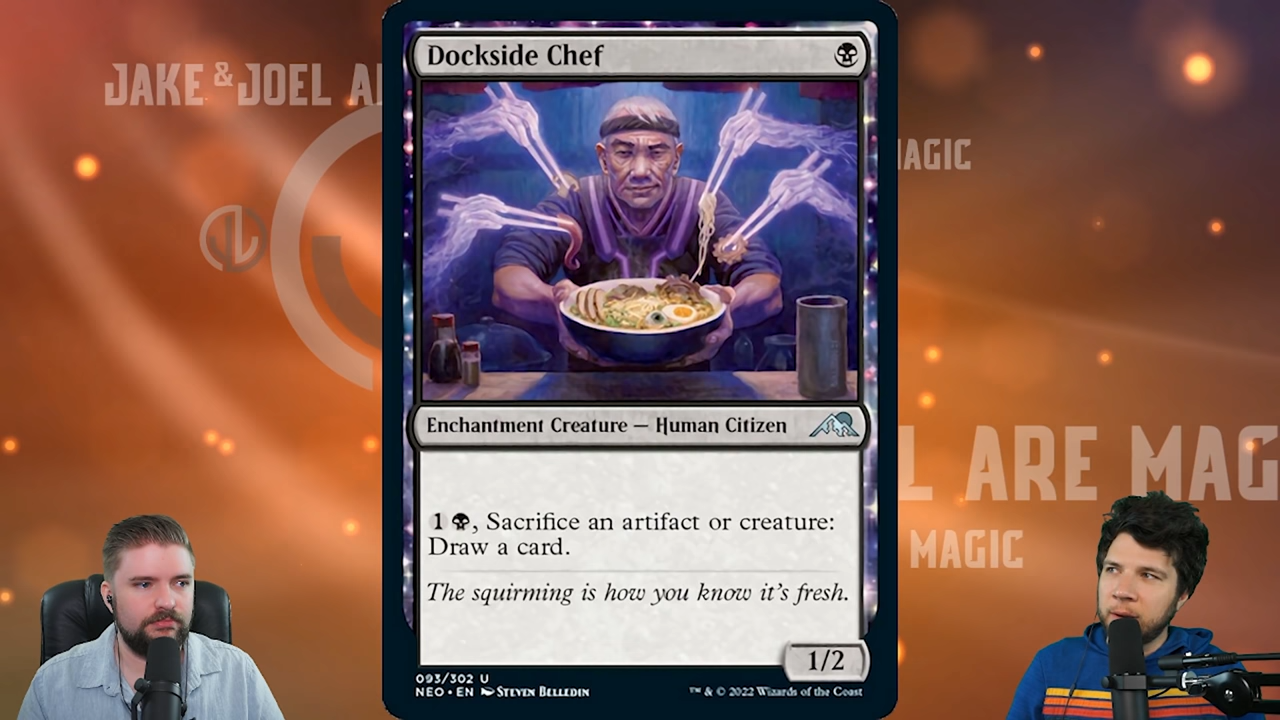 Dockside Chef
JAKE & JOEL A
MAGIC
JL
Enchantment Creature — Human Citizen
L ARE MAG
1 , Sacrifice an artifact or creature:
Draw a card.
MAGIC
The squirming is how you know it's fresh.
1/2
093/302 U
NEO • EN STEVEN BELLEDIN
™ & © 2022 Wizards of the Coast